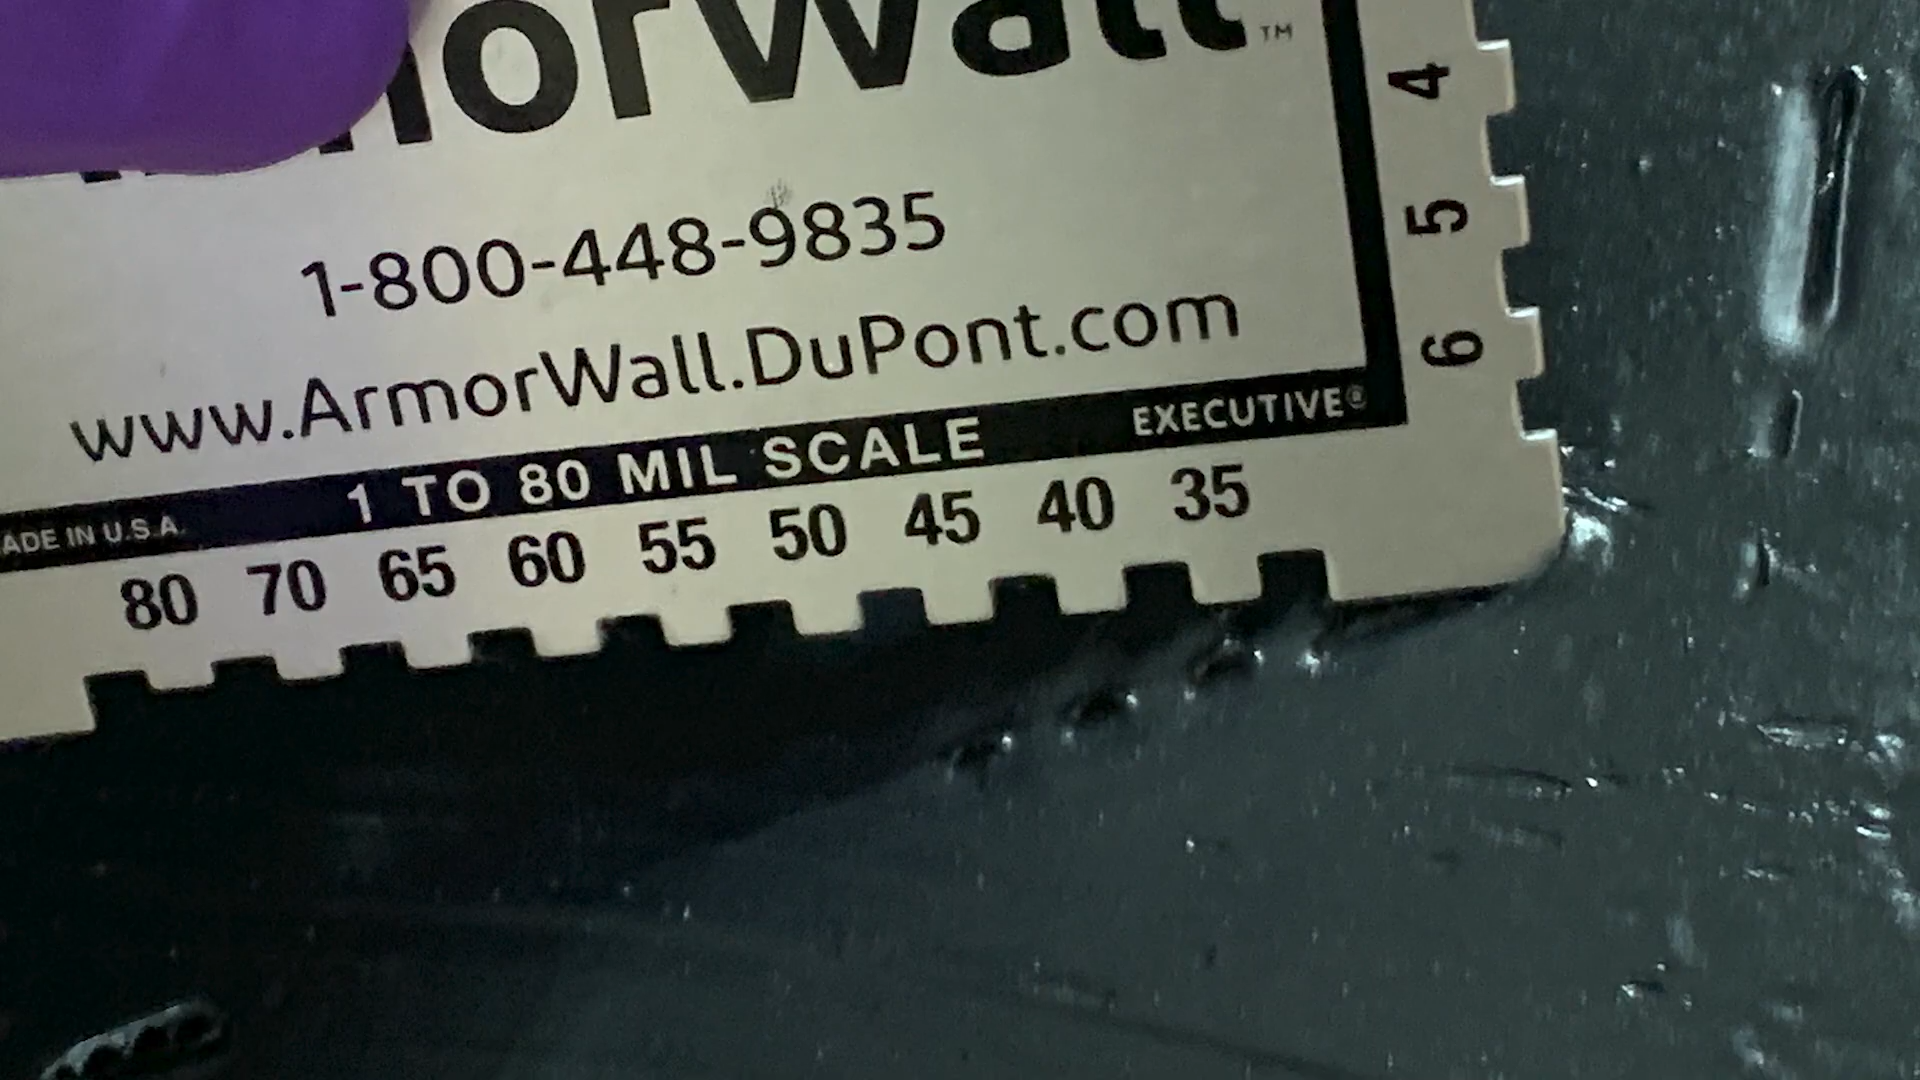 orWall™
1-800-448-9835
www.ArmorWall.DuPont.com
ADE IN U.S.A. 1 TO 80 MIL SCALE EXECUTIVE®
80 70 65 60 55 50 45 40 35
4
5
6